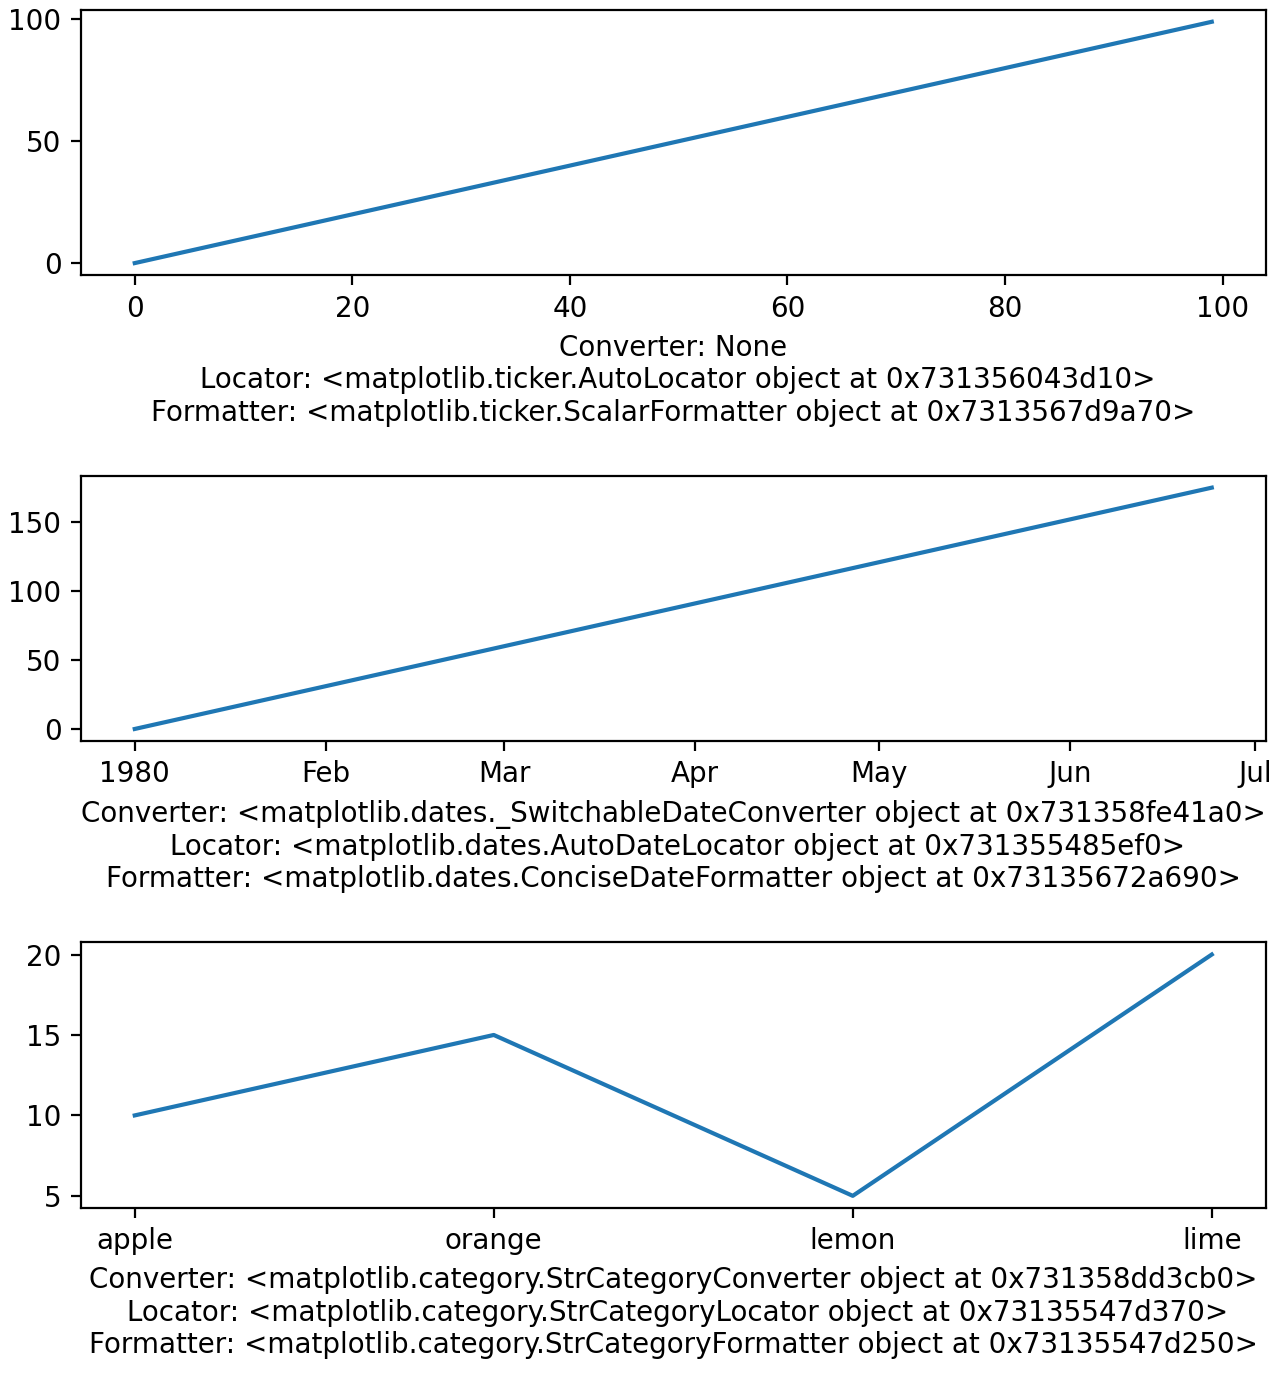 100
50
0
0 20 40 60 80 100
Converter: None
Locator: <matplotlib.ticker.AutoLocator object at 0x731356043d10>
Formatter: <matplotlib.ticker.ScalarFormatter object at 0x7313567d9a70>
150
100
50
0
1980 Feb Mar Apr May Jun Jul
Converter: <matplotlib.dates._SwitchableDateConverter object at 0x731358fe41a0>
Locator: <matplotlib.dates.AutoDateLocator object at 0x731355485ef0>
Formatter: <matplotlib.dates.ConciseDateFormatter object at 0x73135672a690>
20
15
10
5
apple orange lemon lime
Converter: <matplotlib.category.StrCategoryConverter object at 0x731358dd3cb0>
Locator: <matplotlib.category.StrCategoryLocator object at 0x73135547d370>
Formatter: <matplotlib.category.StrCategoryFormatter object at 0x73135547d250>